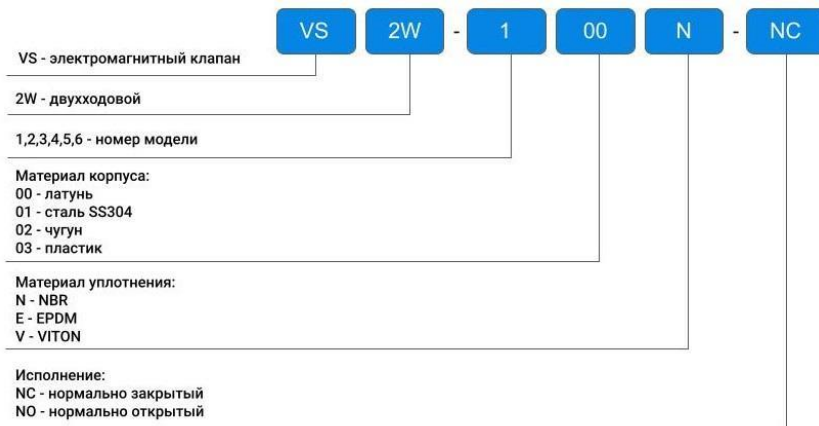 VS 2W - 1 00 N - NC
VS - электромагнитный клапан
2W - двухходовой
1,2,3,4,5,6 - номер модели
Материал корпуса:
00 - латунь
01 - сталь SS304
02 - чугун
03 - пластик
Материал уплотнения:
N - NBR
E - EPDM
V - VITON
Исполнение:
NC - нормально закрытый
NO - нормально открытый